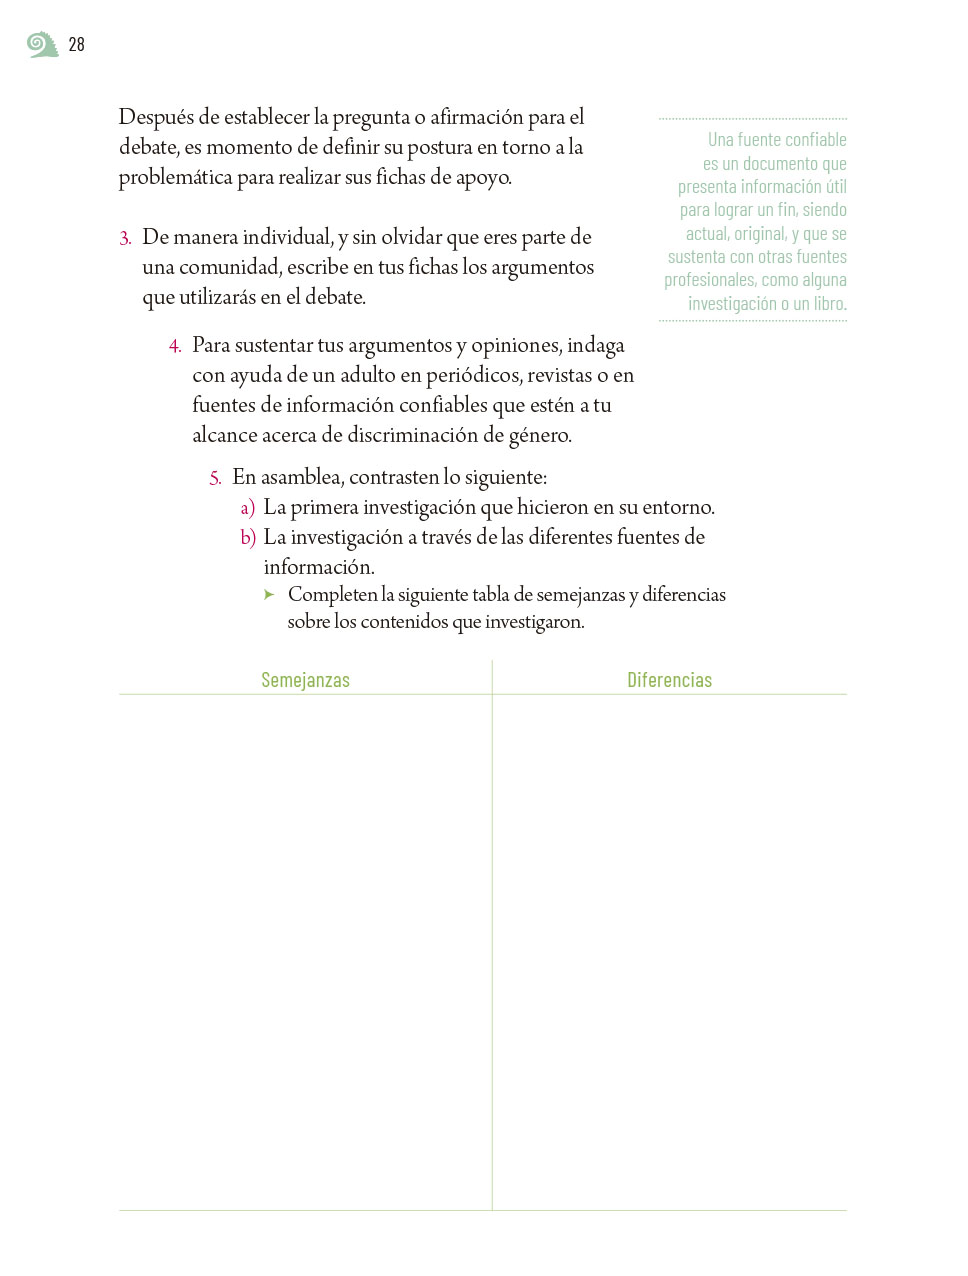 28
Después de establecer la pregunta o afirmación para el
debate, es momento de definir su postura en torno a la
problemática para realizar sus fichas de apoyo.
Una fuente confiable
es un documento que
presenta información útil
para lograr un fin, siendo
actual, original, y que se
sustenta con otras fuentes
profesionales, como alguna
investigación o un libro.
3. De manera individual, y sin olvidar que eres parte de
una comunidad, escribe en tus fichas los argumentos
que utilizarás en el debate.
4. Para sustentar tus argumentos y opiniones, indaga
con ayuda de un adulto en periódicos, revistas o en
fuentes de información confiables que estén a tu
alcance acerca de discriminación de género.
5. En asamblea, contrasten lo siguiente:
a) La primera investigación que hicieron en su entorno.
b) La investigación a través de las diferentes fuentes de
información.
➤ Completen la siguiente tabla de semejanzas y diferencias
sobre los contenidos que investigaron.
Semejanzas
Diferencias